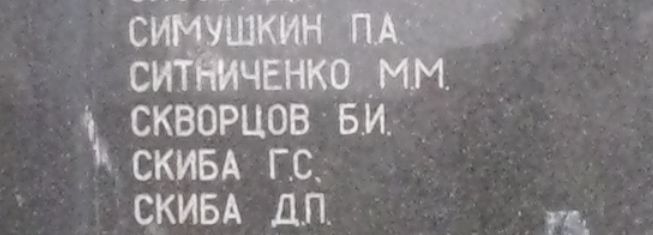 СИМУШКИН П.А.
СИТНИЧЕНКО М.М.
СКВОРЦОВ Б.И.
СКИБА Г.С.
СКИБА Д.П.